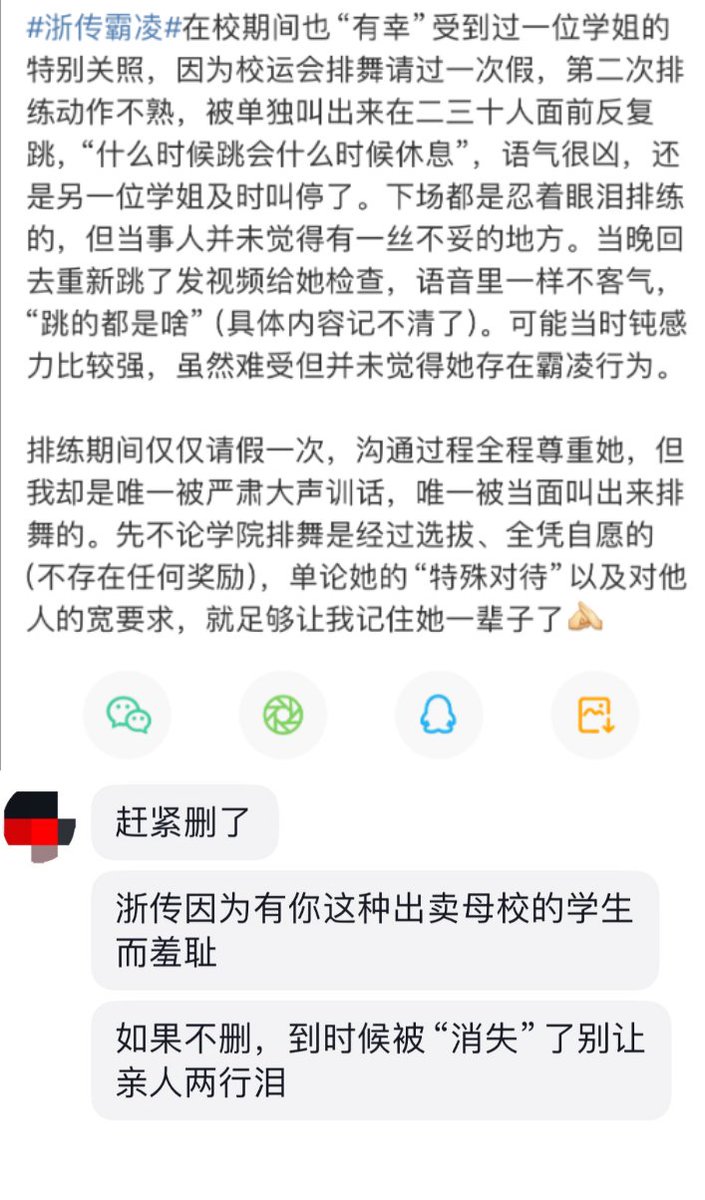 #浙传霸凌#在校期间也“有幸”受到过一位学姐的
特别关照，因为校运会排舞请过一次假，第二次排
练动作不熟，被单独叫出来在二三十人面前反复
跳，“什么时候跳会什么时候休息”，语气很凶，还
是另一位学姐及时叫停了。下场都是忍着眼泪排练
的，但当事人并未觉得有一丝不妥的地方。当晚回
去重新跳了发视频给她检查，语音里一样不客气，
“跳的都是啥”（具体内容记不清了）。可能当时钝感
力比较强，虽然难受但并未觉得她存在霸凌行为。
排练期间仅仅请假一次，沟通过程全程尊重她，但
我却是唯一被严肃大声训话，唯一被当面叫出来排
舞的。先不论学院排舞是经过选拔、全凭自愿的
(不存在任何奖励)，单论她的“特殊对待”以及对他
人的宽要求，就足够让我记住她一辈子了
赶紧删了
浙传因为有你这种出卖母校的学生
而羞耻
如果不删，到时候被“消失”了别让
亲人两行泪